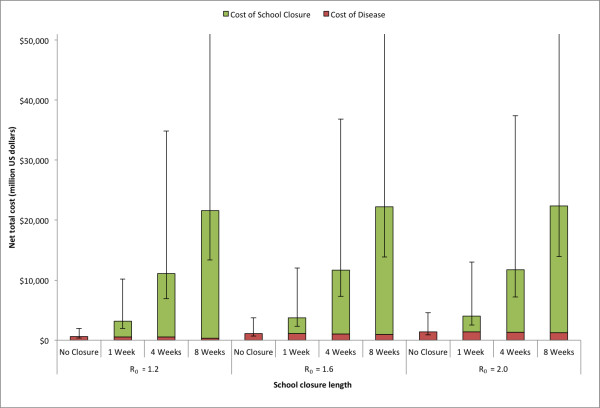 Cost of School Closure Cost of Disease
Net total cost (million US dollars)
$50,000
$40,000
$30,000
$20,000
$10,000
$0
No Closure 1 Week 4 Weeks 8 Weeks No Closure 1 Week 4 Weeks 8 Weeks No Closure 1 Week 4 Weeks 8 Weeks
R0 = 1.2 R0 = 1.6 R0 = 2.0
School closure length